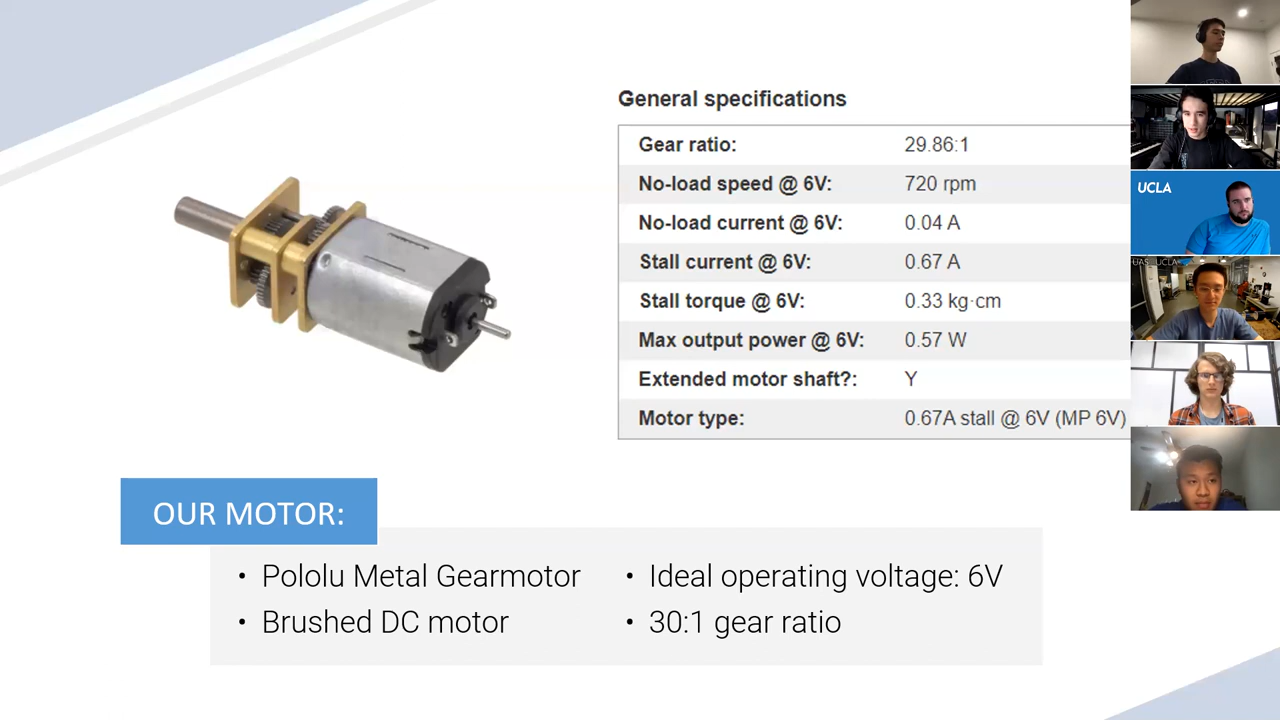 General specifications
Gear ratio: 29.86:1
No-load speed @ 6V: 720 rpm
No-load current @ 6V: 0.04 A
Stall current @ 6V: 0.67 A
Stall torque @ 6V: 0.33 kg·cm
Max output power @ 6V: 0.57 W
Extended motor shaft?: Y
Motor type: 0.67A stall @ 6V (MP 6V)
OUR MOTOR:
• Pololu Metal Gearmotor
• Brushed DC motor
• Ideal operating voltage: 6V
• 30:1 gear ratio
UCLA
UAS UCLA